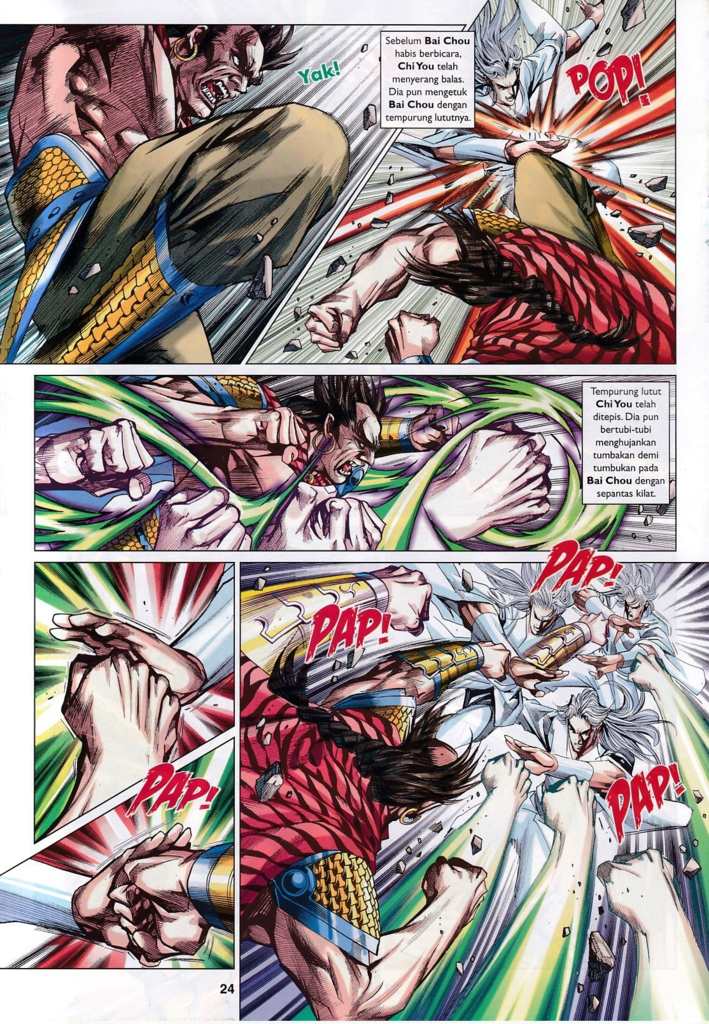 Yak!
Sebelum Bai Chou
habis berbicara,
Chi You telah
menyerang balas.
Dia pun mengetuk
Bai Chou dengan
tempurung lututnya.
POP!
Tempurung lutut
Chi You telah
ditepis. Dia pun
bertubi-tubi
menghujankan
tumbakan demi
tumbukan pada
Bai Chou dengan
sepantas kilat.
PAP!
PAP!
PAP!
PAP!
PAP!
24